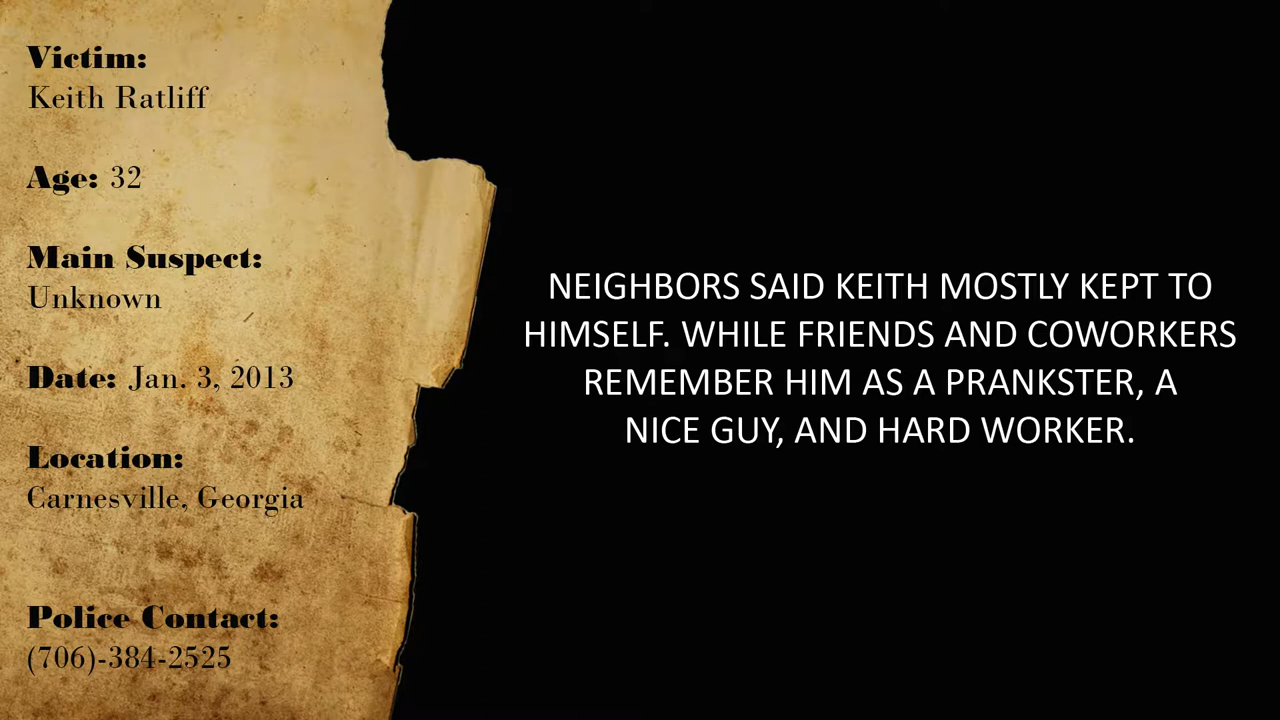 Victim:
Keith Ratliff
Age: 32
Main Suspect:
Unknown
Date: Jan. 3, 2013
Location:
Carnesville, Georgia
Police Contact:
(706)-384-2525
NEIGHBORS SAID KEITH MOSTLY KEPT TO
HIMSELF. WHILE FRIENDS AND COWORKERS
REMEMBER HIM AS A PRANKSTER, A
NICE GUY, AND HARD WORKER.